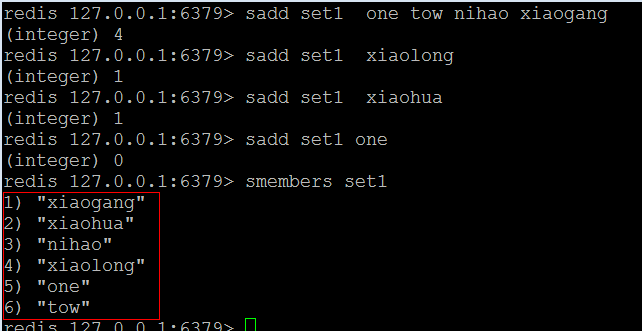 redis 127.0.0.1:6379> sadd set1  one tow nihao xiaogang
(integer) 4
redis 127.0.0.1:6379> sadd set1  xiaolong
(integer) 1
redis 127.0.0.1:6379> sadd set1  xiaohua
(integer) 1
redis 127.0.0.1:6379> sadd set1 one
(integer) 0
redis 127.0.0.1:6379> smembers set1
1) "xiaogang"
2) "xiaohua"
3) "nihao"
4) "xiaolong"
5) "one"
6) "tow"
redis 127.0.0.1:6379>